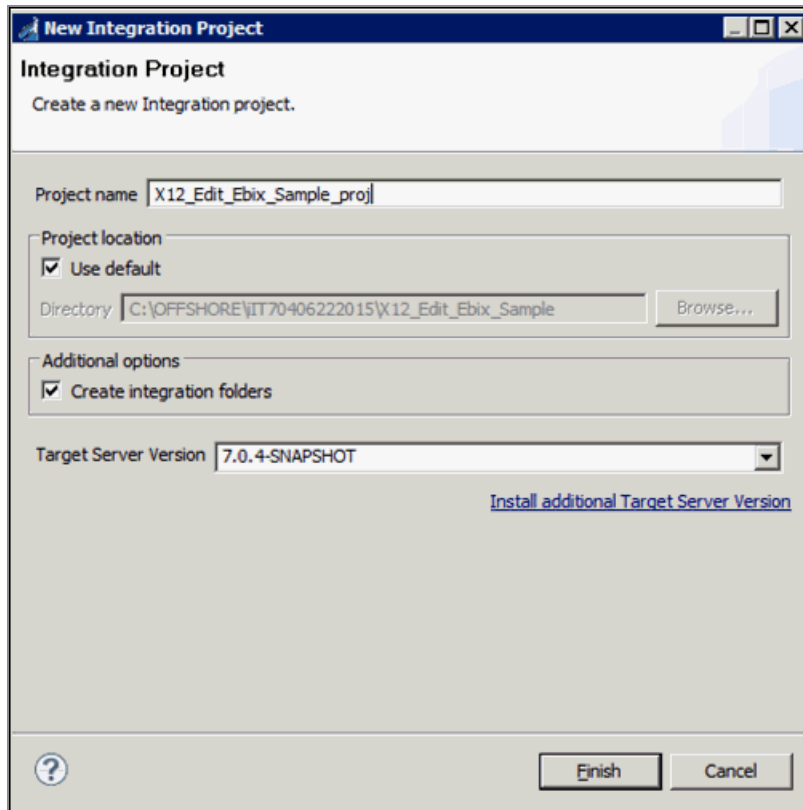 New Integration Project
Integration Project
Create a new Integration project.
Project name X12_Edit_Ebix_Sample_proj
Project location
Use default
Directory C:\OFFSHORE\iIT70406222015\X12_Edit_Ebix_Sample Browse...
Additional options
Create integration folders
Target Server Version 7.0.4-SNAPSHOT
Install additional Target Server Version
? Finish Cancel